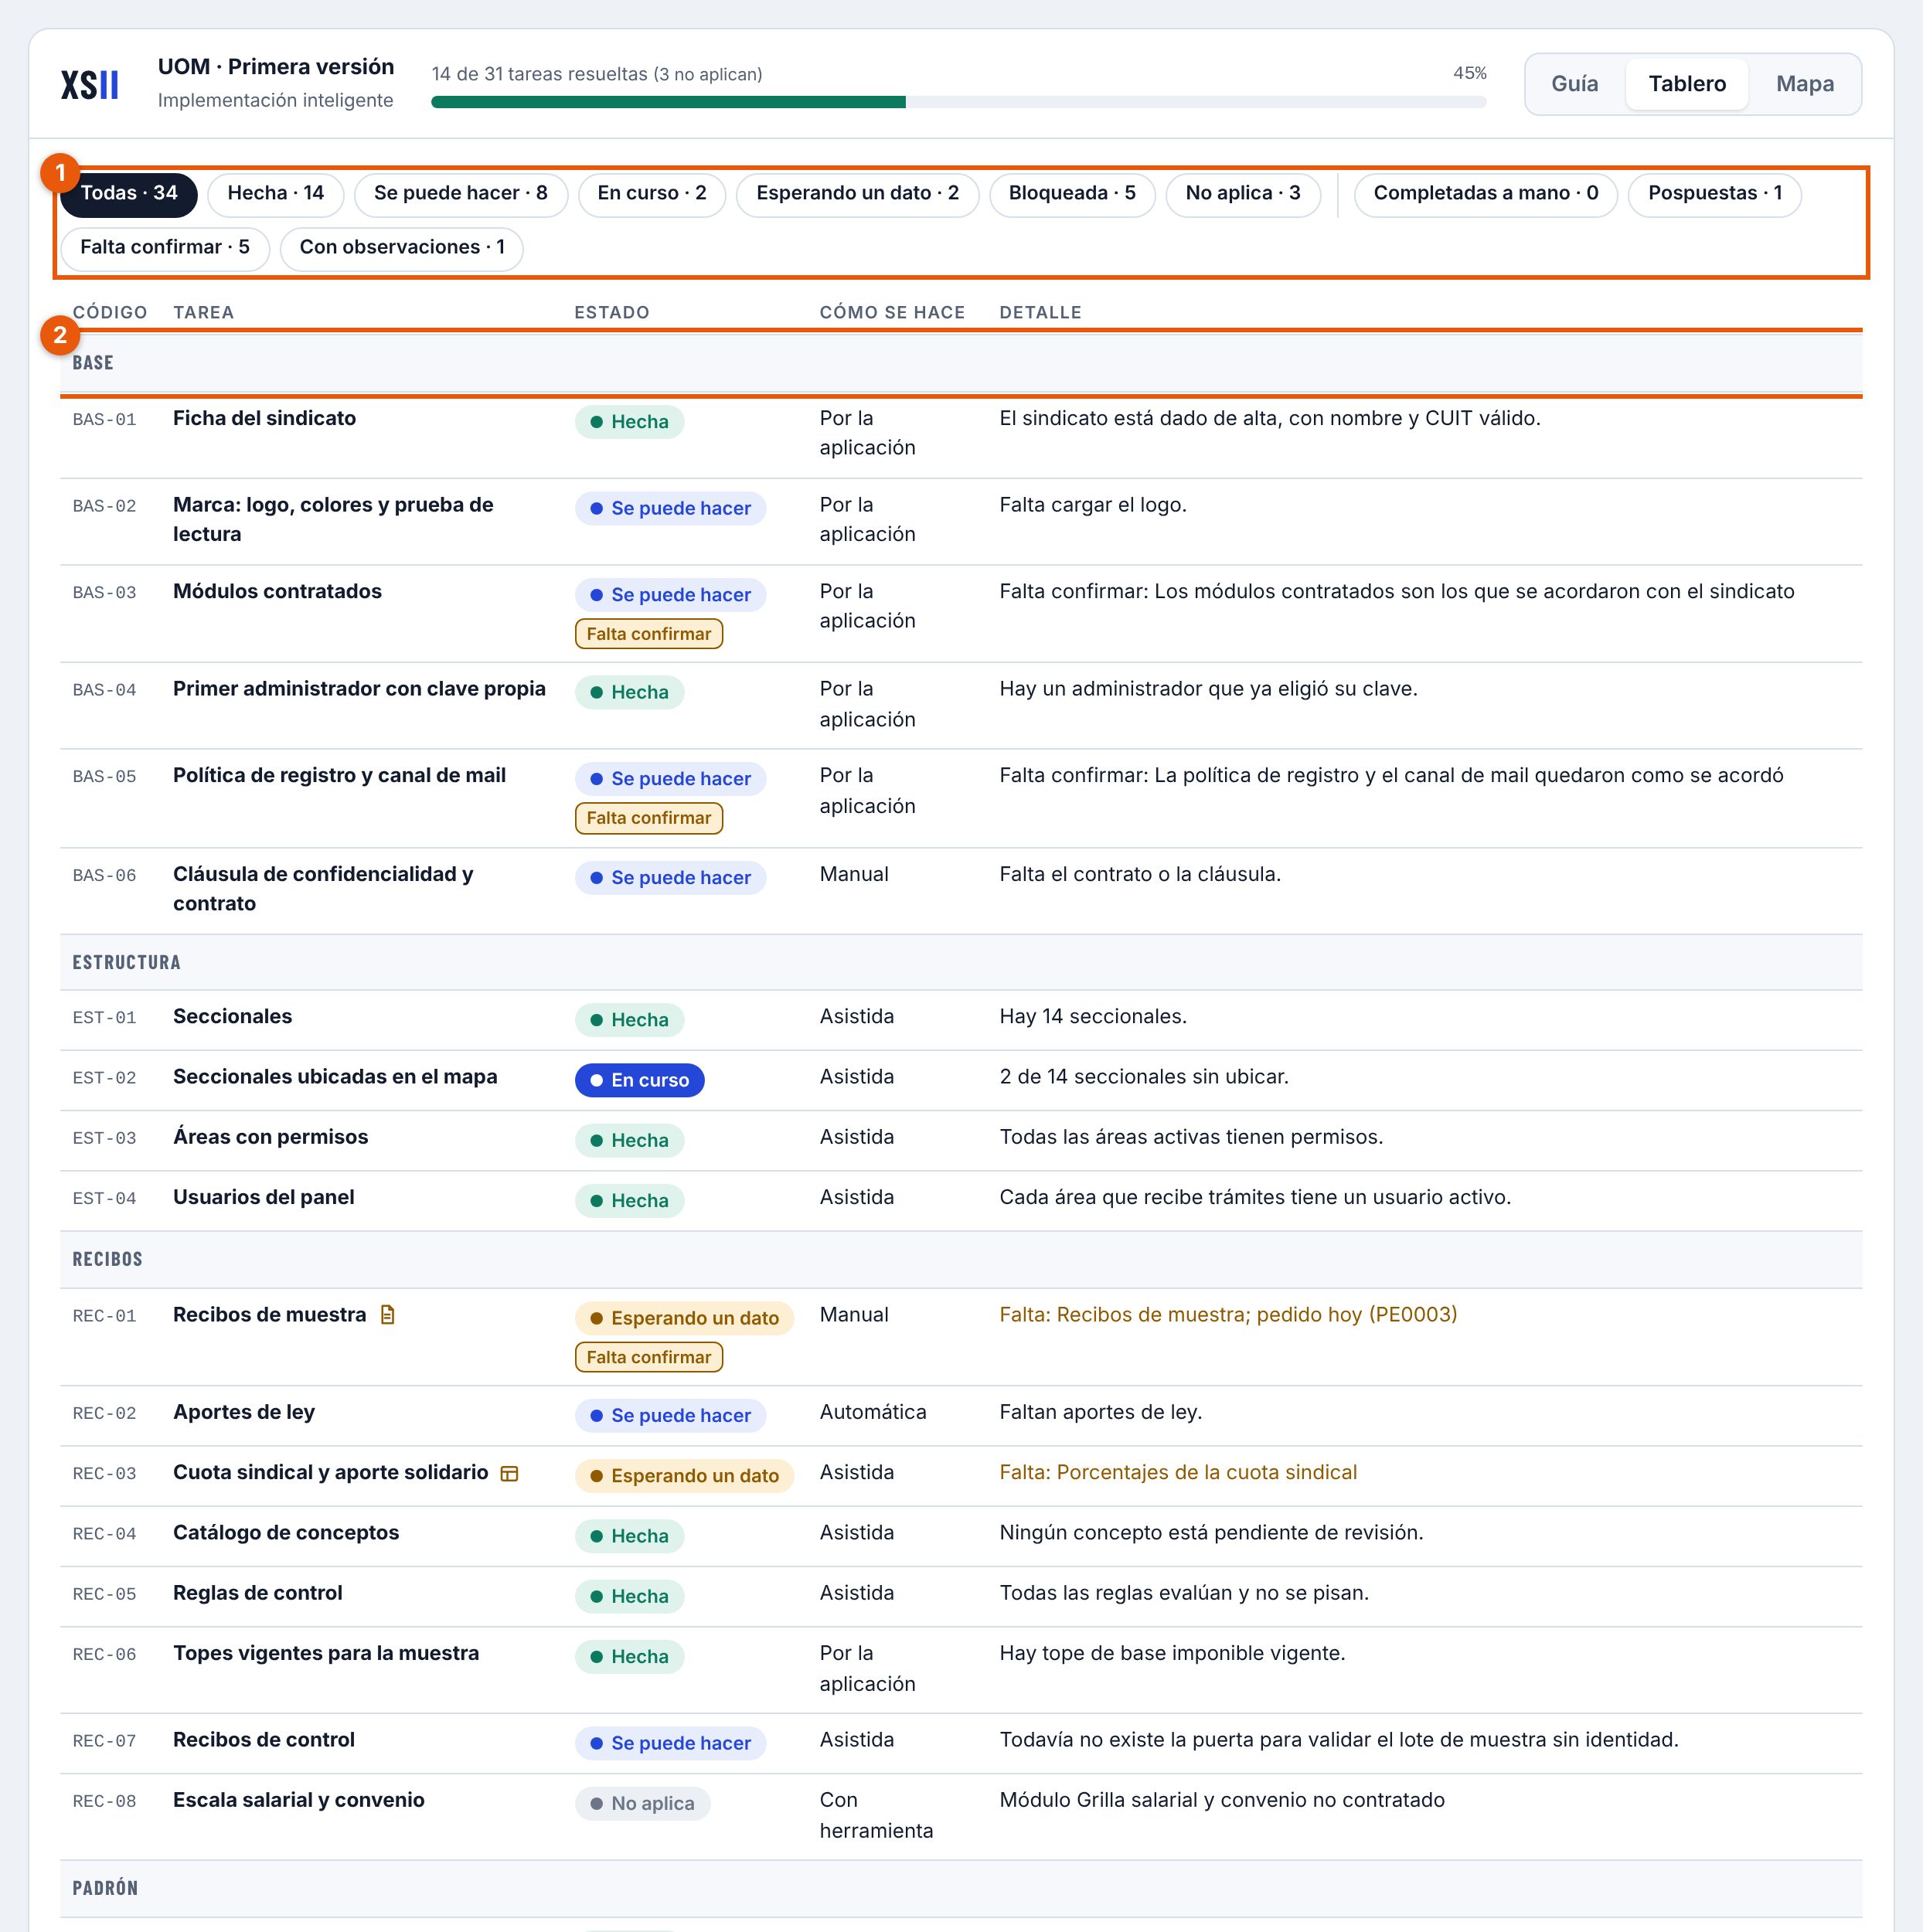 XSII
UOM · Primera versión
Implementación inteligente
14 de 31 tareas resueltas (3 no aplican)
45%
Guía
Tablero
Mapa
1
Todas · 34
Hecha · 14
Se puede hacer · 8
En curso · 2
Esperando un dato · 2
Bloqueada · 5
No aplica · 3
Completadas a mano · 0
Pospuestas · 1
Falta confirmar · 5
Con observaciones · 1
CÓDIGO TAREA ESTADO CÓMO SE HACE DETALLE
2
BASE
BAS-01 Ficha del sindicato Hecha Por la El sindicato está dado de alta, con nombre y CUIT válido.
aplicación
BAS-02 Marca: logo, colores y prueba de Se puede hacer Por la Falta cargar el logo.
lectura aplicación
BAS-03 Módulos contratados Se puede hacer Por la Falta confirmar: Los módulos contratados son los que se acordaron con el sindicato
Falta confirmar aplicación
BAS-04 Primer administrador con clave propia Hecha Por la Hay un administrador que ya eligió su clave.
aplicación
BAS-05 Política de registro y canal de mail Se puede hacer Por la Falta confirmar: La política de registro y el canal de mail quedaron como se acordó
Falta confirmar aplicación
BAS-06 Cláusula de confidencialidad y Se puede hacer Manual Falta el contrato o la cláusula.
contrato
ESTRUCTURA
EST-01 Seccionales Hecha Asistida Hay 14 seccionales.
EST-02 Seccionales ubicadas en el mapa En curso Asistida 2 de 14 seccionales sin ubicar.
EST-03 Áreas con permisos Hecha Asistida Todas las áreas activas tienen permisos.
EST-04 Usuarios del panel Hecha Asistida Cada área que recibe trámites tiene un usuario activo.
RECIBOS
REC-01 Recibos de muestra Esperando un dato Manual Falta: Recibos de muestra; pedido hoy (PE0003)
Falta confirmar
REC-02 Aportes de ley Se puede hacer Automática Faltan aportes de ley.
REC-03 Cuota sindical y aporte solidario Esperando un dato Asistida Falta: Porcentajes de la cuota sindical
REC-04 Catálogo de conceptos Hecha Asistida Ningún concepto está pendiente de revisión.
REC-05 Reglas de control Hecha Asistida Todas las reglas evalúan y no se pisan.
REC-06 Topes vigentes para la muestra Hecha Por la Hay tope de base imponible vigente.
aplicación
REC-07 Recibos de control Se puede hacer Asistida Todavía no existe la puerta para validar el lote de muestra sin identidad.
REC-08 Escala salarial y convenio No aplica Con Módulo Grilla salarial y convenio no contratado
herramienta
PADRÓN